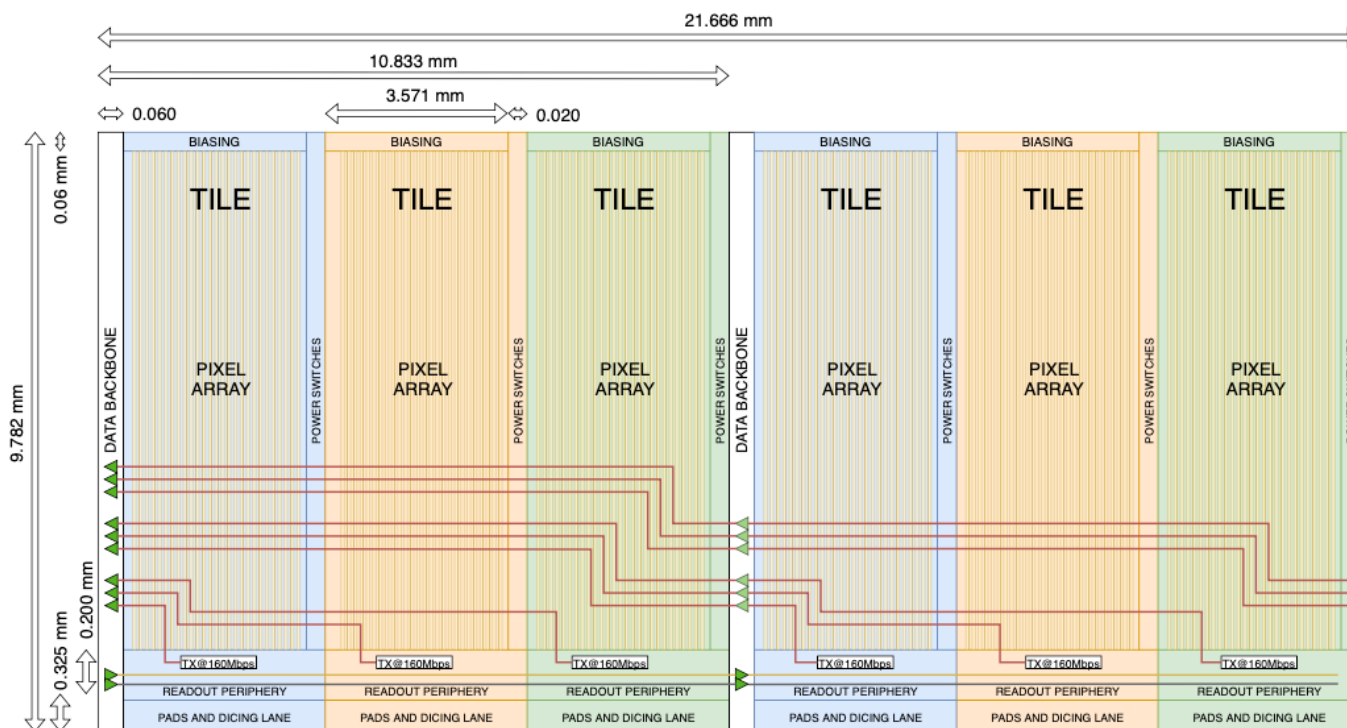 21.666 mm
10.833 mm
3.571 mm
0.060
0.020
0.06 mm
9.782 mm
0.200 mm
0.325 mm
BIASING
BIASING
BIASING
BIASING
BIASING
BIASING
TILE
TILE
TILE
TILE
TILE
TILE
DATA BACKBONE
PIXEL
ARRAY
POWER SWITCHES
PIXEL
ARRAY
POWER SWITCHES
PIXEL
ARRAY
DATA BACKBONE
PIXEL
ARRAY
POWER SWITCHES
PIXEL
ARRAY
POWER SWITCHES
PIXEL
ARRAY
TX@160Mbps
TX@160Mbps
TX@160Mbps
TX@160Mbps
TX@160Mbps
TX@160Mbps
READOUT PERIPHERY
READOUT PERIPHERY
READOUT PERIPHERY
READOUT PERIPHERY
READOUT PERIPHERY
READOUT PERIPHERY
PADS AND DICING LANE
PADS AND DICING LANE
PADS AND DICING LANE
PADS AND DICING LANE
PADS AND DICING LANE
PADS AND DICING LANE